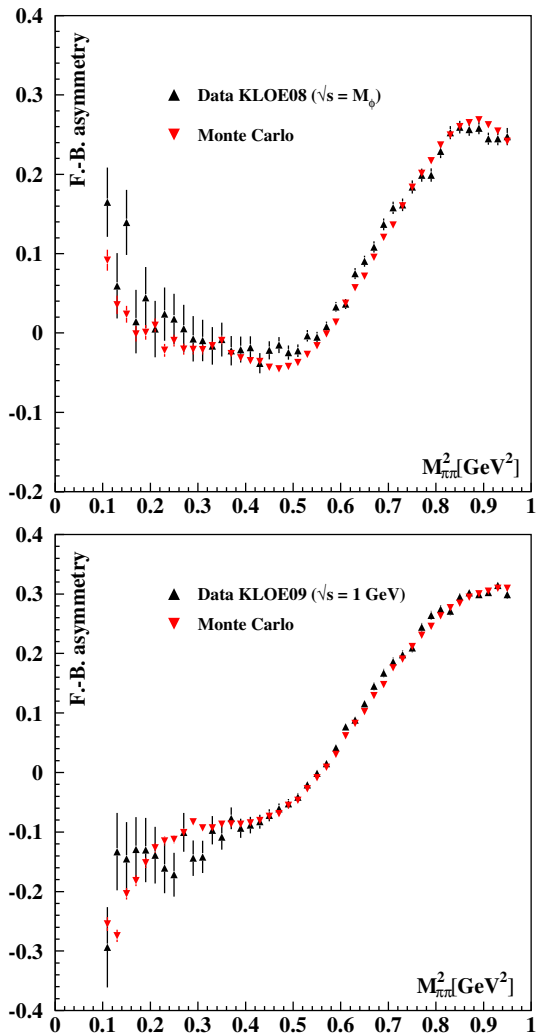 0.4
F.-B. asymmetry
▲ Data KLOE08 (√s = Mϕ)
▼ Monte Carlo
0.3
0.2
0.1
0
-0.1
M²ππ[GeV²]
-0.2
0 0.1 0.2 0.3 0.4 0.5 0.6 0.7 0.8 0.9 1
0.4
F.-B. asymmetry
▲ Data KLOE09 (√s = 1 GeV)
▼ Monte Carlo
0.3
0.2
0.1
0
-0.1
-0.2
-0.3
M²ππ[GeV²]
-0.4
0 0.1 0.2 0.3 0.4 0.5 0.6 0.7 0.8 0.9 1